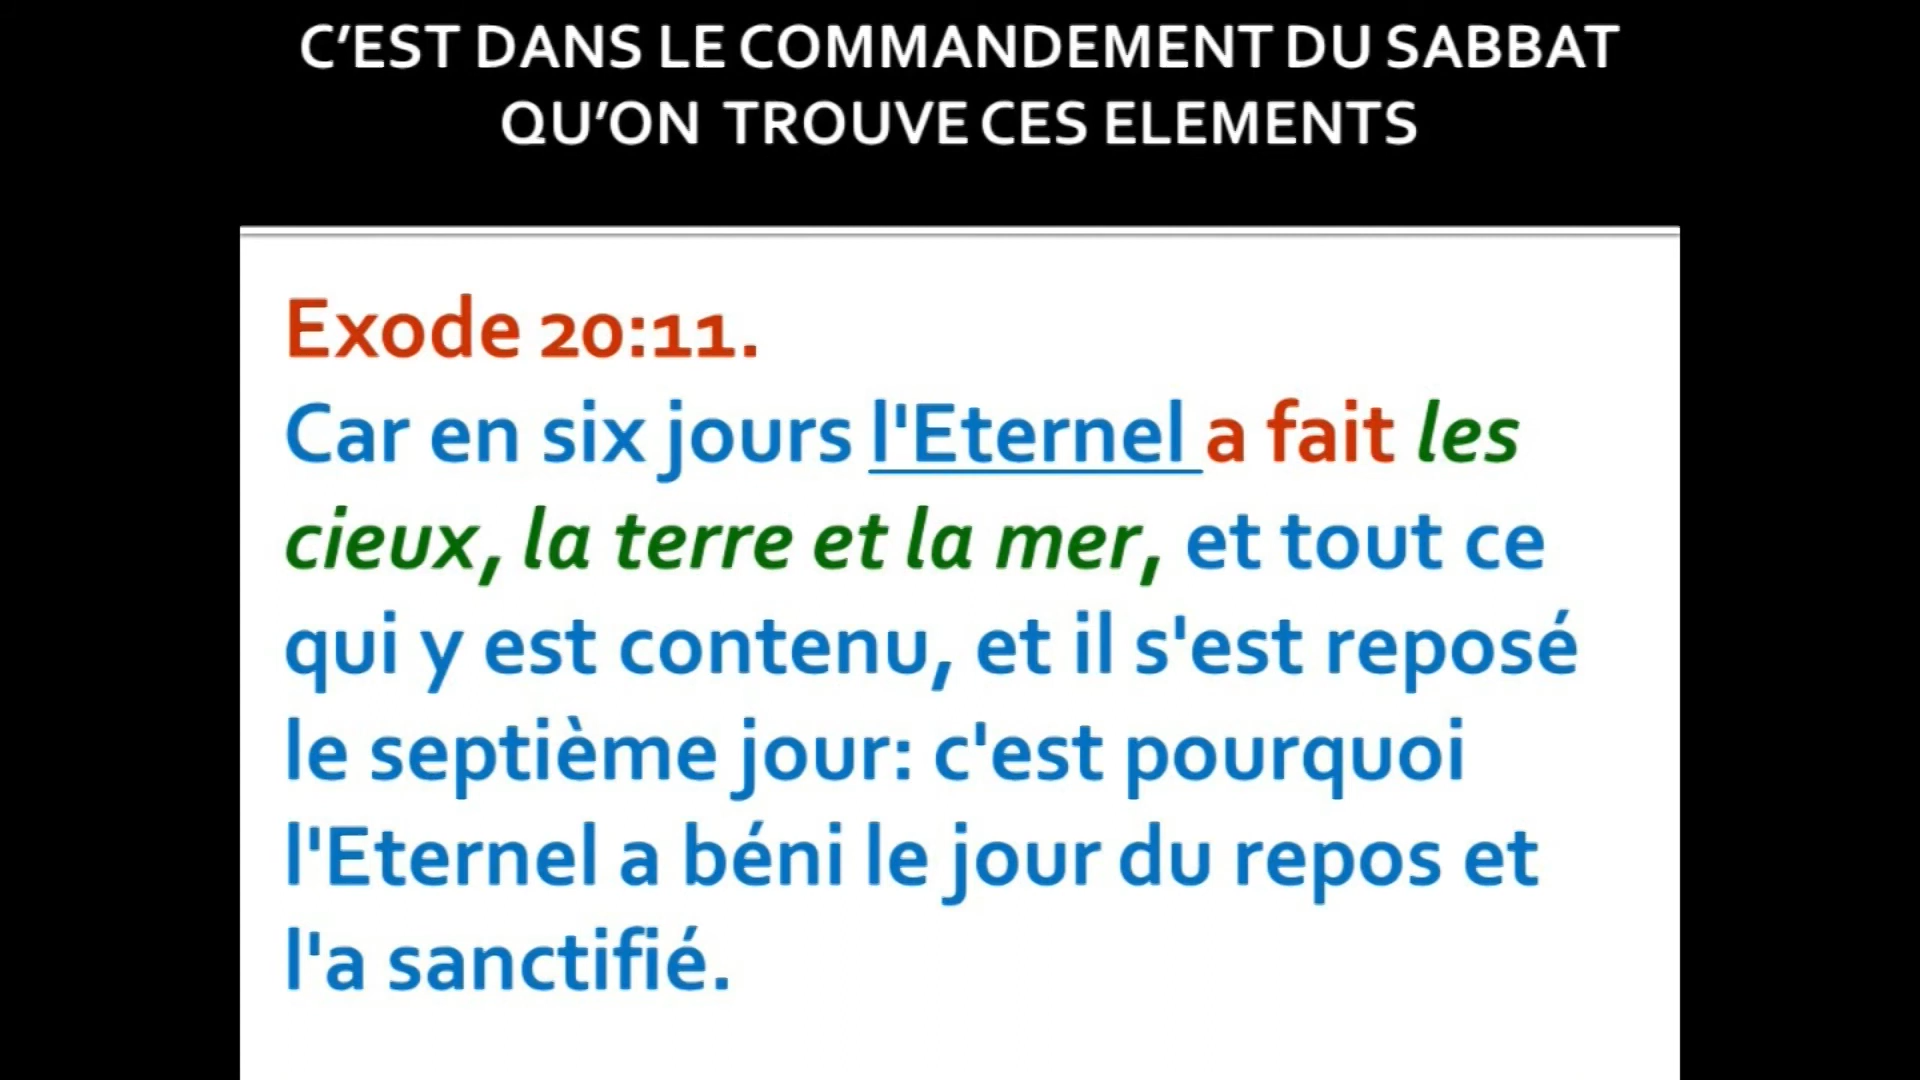 C’EST DANS LE COMMANDEMENT DU SABBAT
QU’ON TROUVE CES ELEMENTS
Exode 20:11.
Car en six jours l'Eternel a fait les
cieux, la terre et la mer, et tout ce
qui y est contenu, et il s'est reposé
le septième jour: c'est pourquoi
l'Eternel a béni le jour du repos et
l'a sanctifié.